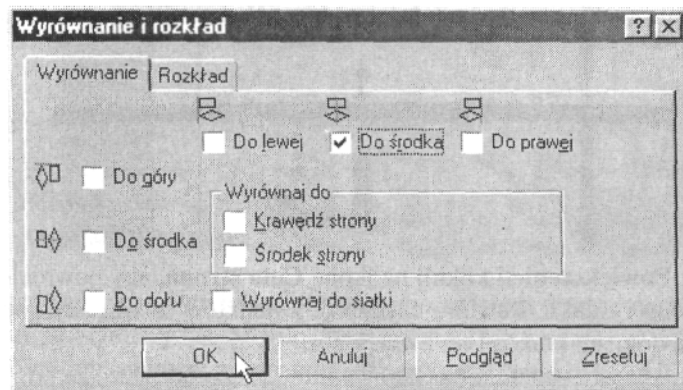 Wyrównanie i rozkład
Wyrównanie Rozkład
Do lewej Do środka Do prawej
Do góry
Wyrównaj do
Krawędź strony
Do środka
Środek strony
Do dołu Wyrównaj do siatki
OK Anuluj Podgląd Zresetuj